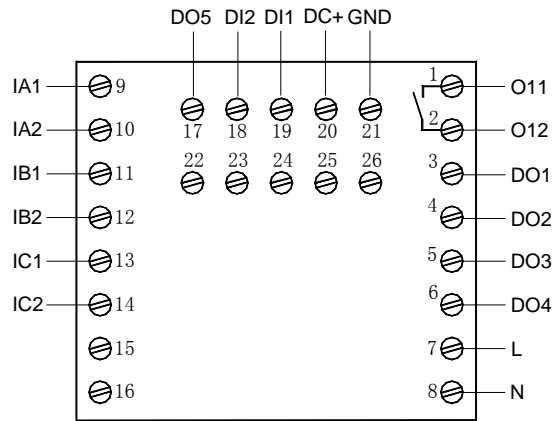 DO5 DI2 DI1 DC+ GND
IA1 9 1 O11
IA2 10 17 18 19 20 21 2 O12
IB1 11 22 23 24 25 26 3 DO1
IB2 12 4 DO2
IC1 13 5 DO3
IC2 14 6 DO4
15 7 L
16 8 N